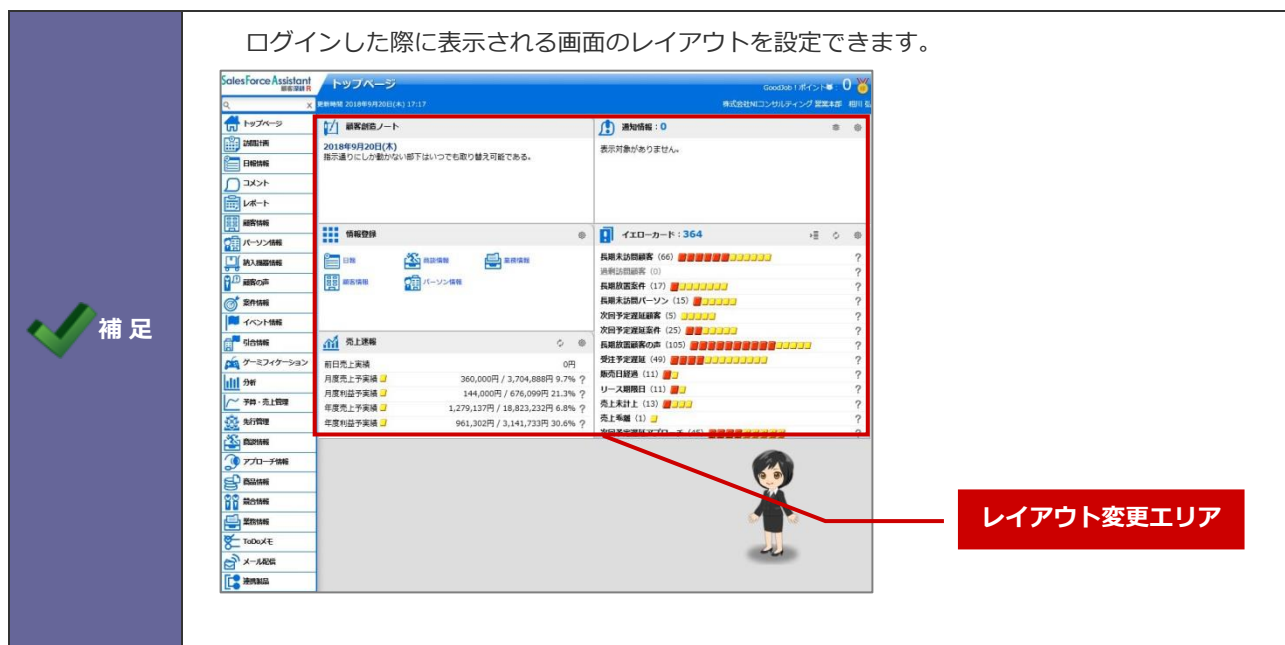 ログインした際に表示される画面のレイアウトを設定できます。
補 足
SalesForce Assistant
顧客深耕 R
トップページ
GoodJob!ポイント
0
更新時間 2018年9月20日(木) 17:17
株式会社NIコンサルティング 営業本部
トップページ
訪問計画
日報情報
コメント
レポート
顧客情報
パーソン情報
納入機器情報
顧客の声
案件情報
イベント情報
引合情報
ゲーミフィケーション
分析
予算・売上管理
先行管理
商談情報
アプローチ情報
商品情報
競合情報
業務情報
ToDo
メール配信
連携製品
顧客創造ノート
2018年9月20日(木)
指示通りにしか動かない部下はいつでも取り替え可能である。
通知情報:0
表示対象がありません。
情報登録
日報
商談情報
業務情報
顧客情報
パーソン情報
売上速報
前日売上実績 0円
月度売上予実績 360,000円 / 3,704,888円 9.7% ?
月度利益予実績 144,000円 / 676,099円 21.3% ?
年度売上予実績 1,279,137円 / 18,823,232円 6.8% ?
年度利益予実績 961,302円 / 3,141,733円 30.6% ?
イエローカード:364
長期未訪問顧客 (66) ?
過剰訪問顧客 (0) ?
長期放置案件 (17) ?
長期未訪問パーソン (15) ?
次回予定遅延顧客 (5) ?
次回予定遅延案件 (25) ?
長期放置顧客の声 (105) ?
受注予定遅延 (49) ?
販売日経過 (11) ?
リース期限日 (11) ?
売上未計上 (13) ?
売上乖離 (1) ?
次回予定遅延アプローチ (45) ?
レイアウト変更エリア